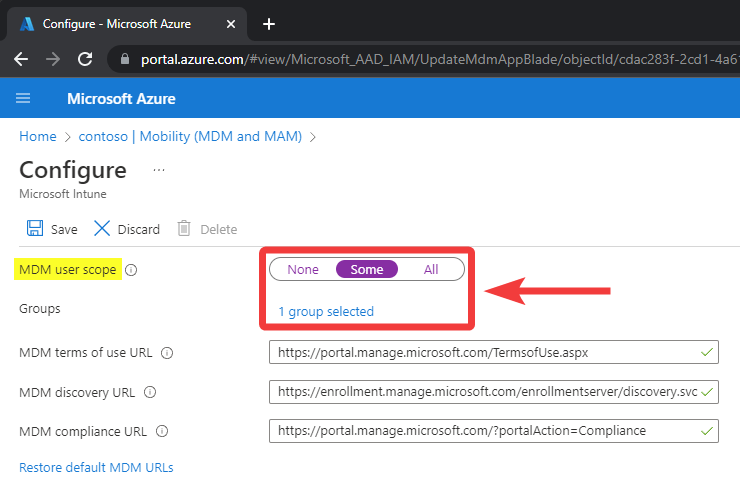 Configure - Microsoft Azure
portal.azure.com/#view/Microsoft_AAD_IAM/UpdateMdmAppBlade/objectId/cdac283f-2cd1-4a6
Microsoft Azure
Home > contoso | Mobility (MDM and MAM) >
Configure ...
Microsoft Intune
Save Discard Delete
MDM user scope None Some All
Groups 1 group selected
MDM terms of use URL https://portal.manage.microsoft.com/TermsofUse.aspx
MDM discovery URL https://enrollment.manage.microsoft.com/enrollmentserver/discovery.svc
MDM compliance URL https://portal.manage.microsoft.com/?portalAction=Compliance
Restore default MDM URLs